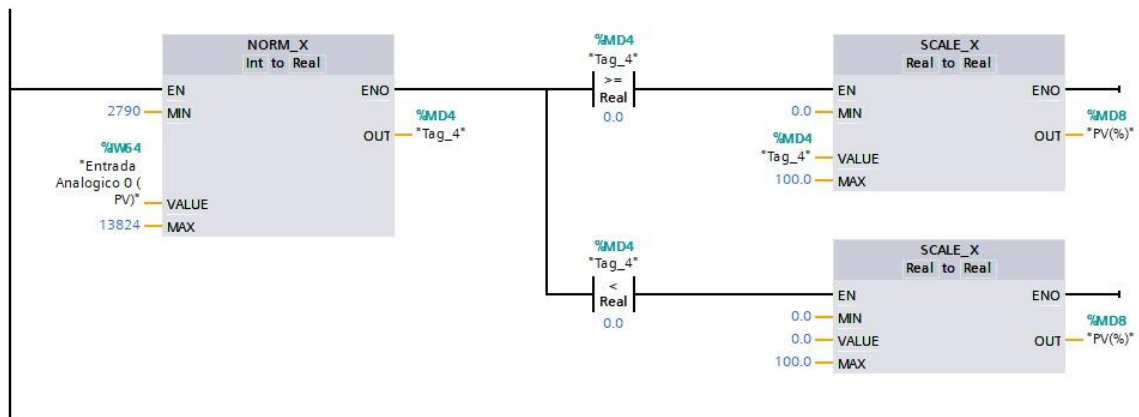 NORM_X
Int to Real
EN
ENO
2790
MIN
%IW64
"Entrada
Analogico 0 (
PV)"
VALUE
13824
MAX
OUT
%MD4
"Tag_4"
%MD4
"Tag_4"
>=
Real
0.0
SCALE_X
Real to Real
EN
ENO
0.0
MIN
%MD4
"Tag_4"
VALUE
100.0
MAX
OUT
%MD8
"PV(%)"
%MD4
"Tag_4"
<
Real
0.0
SCALE_X
Real to Real
EN
ENO
0.0
MIN
0.0
VALUE
100.0
MAX
OUT
%MD8
"PV(%)"